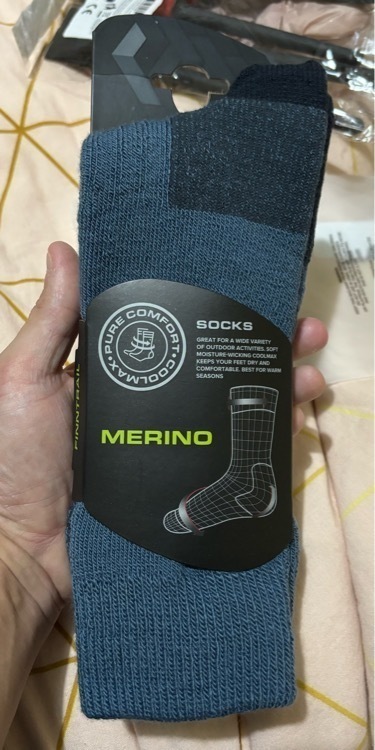 PURE COMFORT
COOLMAX
SOCKS
GREAT FOR A WIDE VARIETY
OF OUTDOOR ACTIVITIES. SOFT
MOISTURE-WICKING COOLMAX
KEEPS YOUR FEET DRY AND
COMFORTABLE. BEST FOR WARM
SEASONS
MERINO
FINNTRAIL